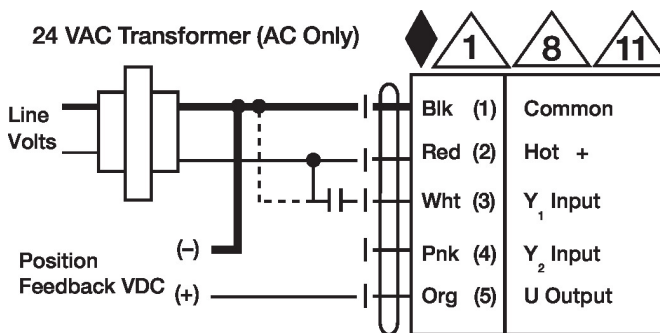 24 VAC Transformer (AC Only)
1 8 11
Line
Volts
Blk (1) Common
Red (2) Hot +
Wht (3) Y₁ Input
Pnk (4) Y₂ Input
Org (5) U Output
Position
Feedback VDC
(–)
(+)